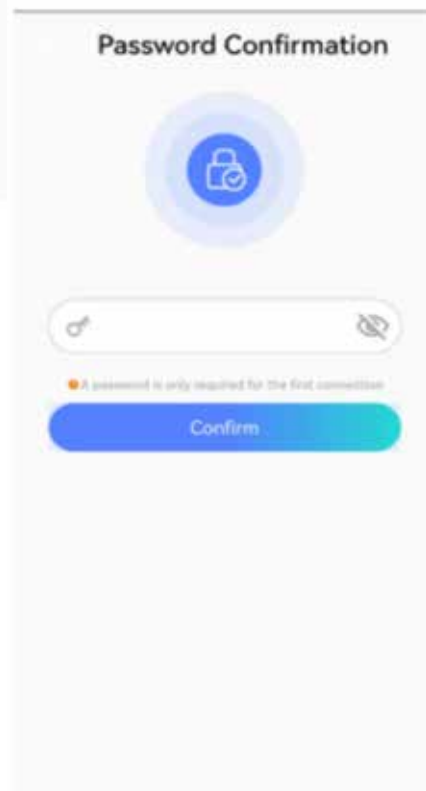 Password Confirmation
A password is only required for the first connection
Confirm